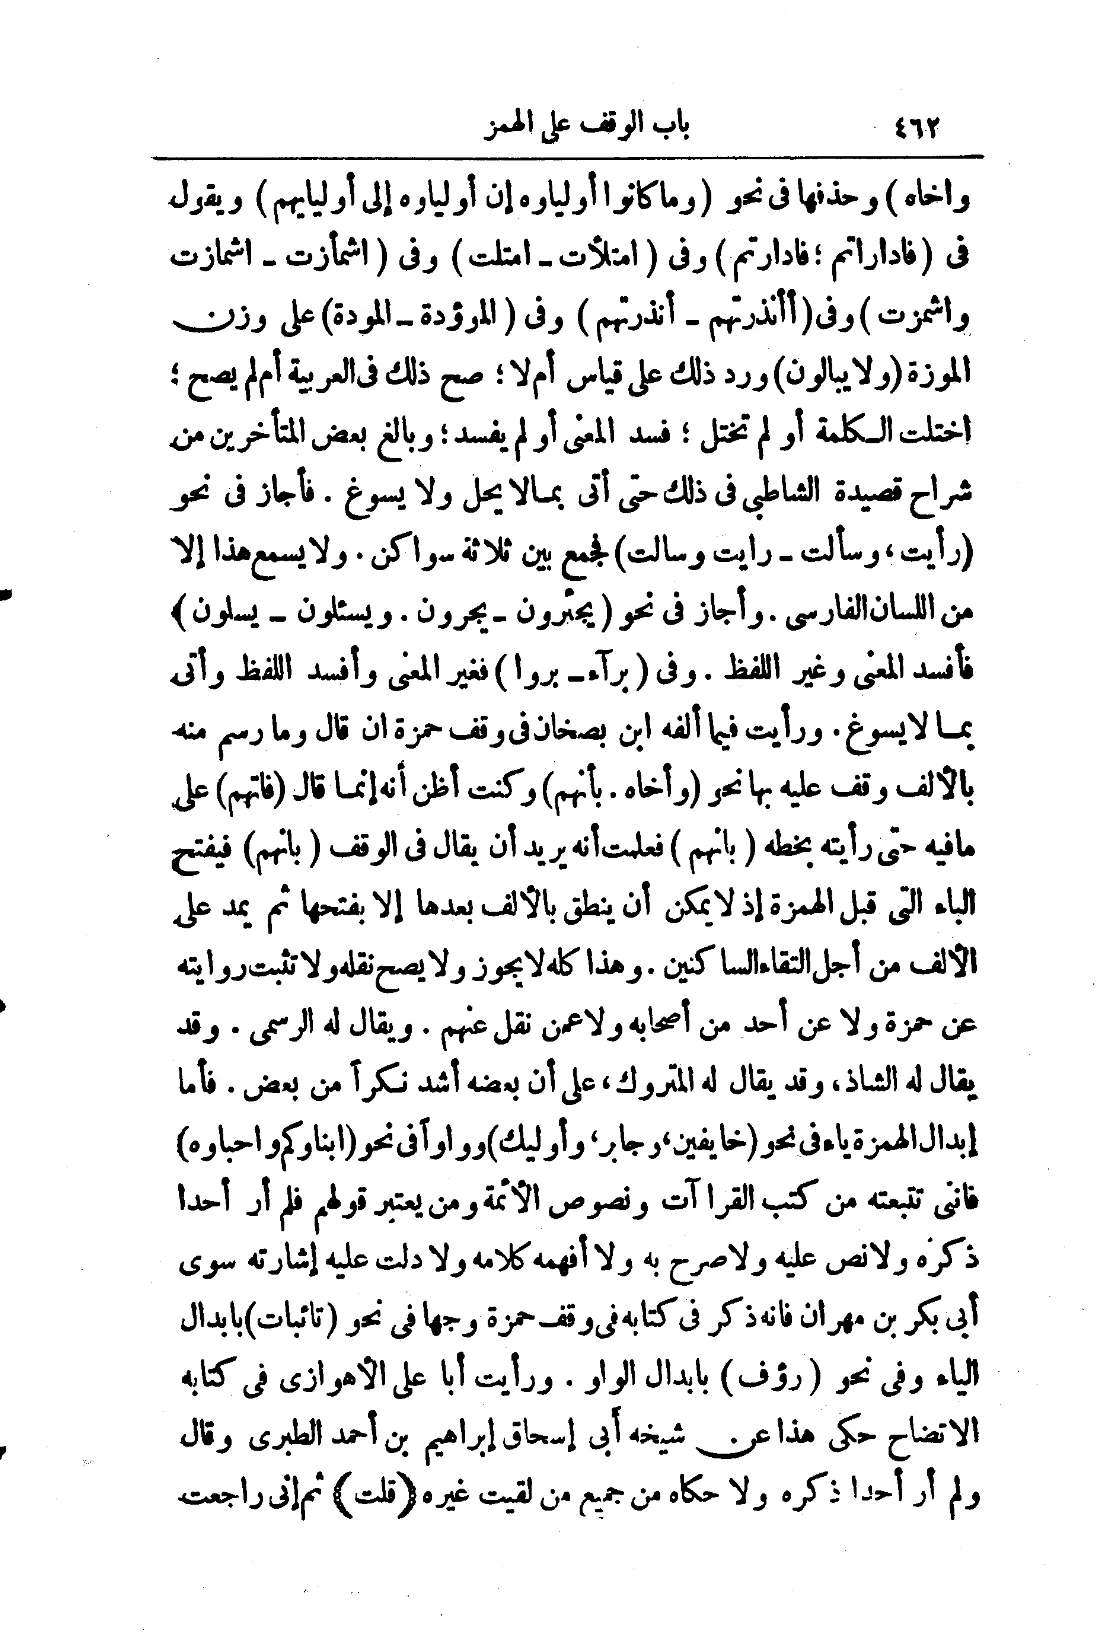 ٤٦٢ باب الوقف على الهمز
واخاه) وحذفها فى نحو (وما كانوا أولياوه إن أولياوه إلى أوليايهم) ويقول
فى (فاداراتم ؛ فادارتم) وفى (امتلأت ـ امتلت) وفى (اشمأزت ـ اشمازت
واشمزت) وفى (أأنذرتهم ـ أنذرتهم) وفى (الموؤدة ـ المودة) على وزن
الموزة (ولا يبالون) ورد ذلك على قياس أم لا ؛ صح ذلك فى العربية أم لم يصح ؛
اختلت الكلمة أو لم تختل ؛ فسد المعنى أو لم يفسد ؛ وبالغ بعض المتأخرين من
شراح قصيدة الشاطبى فى ذلك حتى أتى بما لا يحل ولا يسوغ . فأجاز فى نحو
(رأيت ، وسألت ـ رايت وسالت) فجمع بين ثلاثة سواكن . ولا يسمع هذا إلا
من اللسان الفارسى . وأجاز فى نحو (يجئرون ـ يجرون . ويسئلون ـ يسلون)
فأفسد المعنى وغير اللفظ . وفى (برآء ـ بروا) فغير المعنى وأفسد اللفظ وأتى
بما لا يسوغ . ورأيت فيما ألفه ابن بصخان فى وقف حمزة ان قال وما رسم منه
بالألف وقف عليه بها نحو (وأخاه . بأنهم) وكنت أظن أنه إنما قال (فاتهم) على
مافيه حتى رأيته بخطه (بانهم) فعلمت أنه يريد أن يقال فى الوقف (بانهم) فيفتح
الباء التى قبل الهمزة إذ لا يمكن أن ينطق بالألف بعدها إلا بفتحها ثم يمد على
الألف من أجل التقاء الساكنين . وهذا كله لا يجوز ولا يصح نقله ولا تثبت روايته
عن حمزة ولا عن أحد من أصحابه ولا عمن نقل عنهم . ويقال له الرسمى . وقد
يقال له الشاذ ، وقد يقال له المتروك ، على أن بعضه أشد نكراً من بعض . فأما
إبدال الهمزة ياء فى نحو (خايفين ، وجاير ، وأوليك) وواواً فى نحو (ابناوكم واحباوه)
فانى تتبعته من كتب القرا آت ونصوص الأئمة ومن يعتبر قولهم فلم أر أحدا
ذكره ولا نص عليه ولا صرح به ولا أفهمه كلامه ولا دلت عليه إشارته سوى
أبى بكر بن مهران فانه ذكر فى كتابه فى وقف حمزة وجها فى نحو (تائبات) بابدال
الياء وفى نحو (رؤف) بابدال الواو . ورأيت أبا على الأهوازى فى كتابه
الاتضاح حكى هذا عن شيخه أبى إسحاق إبراهيم بن أحمد الطبرى وقال
ولم أر أحدا ذكره ولا حكاه من جميع من لقيت غيره (قلت) ثم إنى راجعت